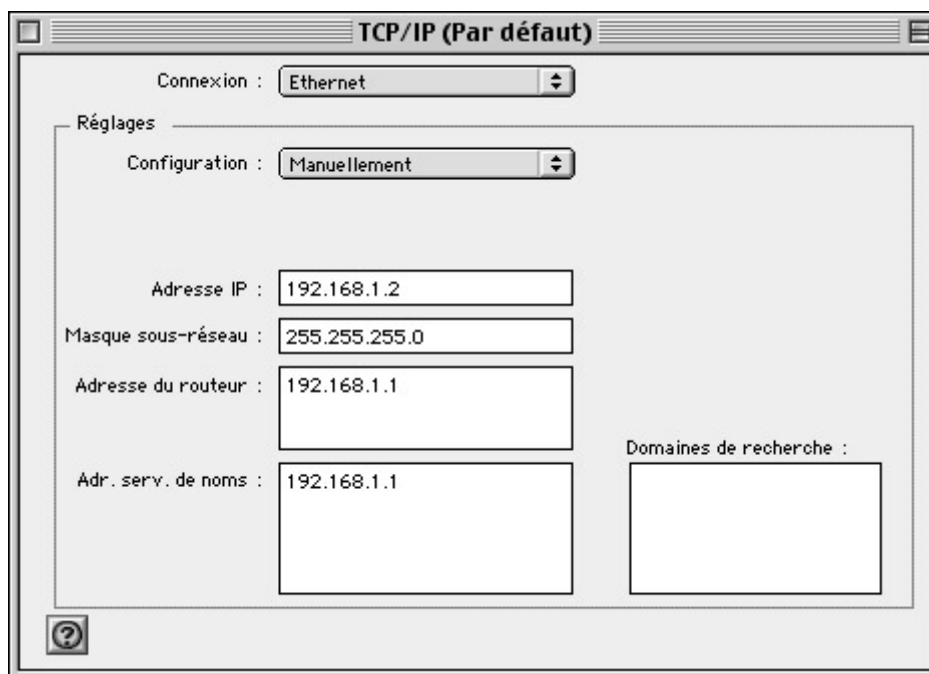 TCP/IP (Par défaut)
Connexion : Ethernet
Réglages
Configuration : Manuellement
Adresse IP : 192.168.1.2
Masque sous-réseau : 255.255.255.0
Adresse du routeur : 192.168.1.1
Domaines de recherche :
Adr. serv. de noms : 192.168.1.1
?